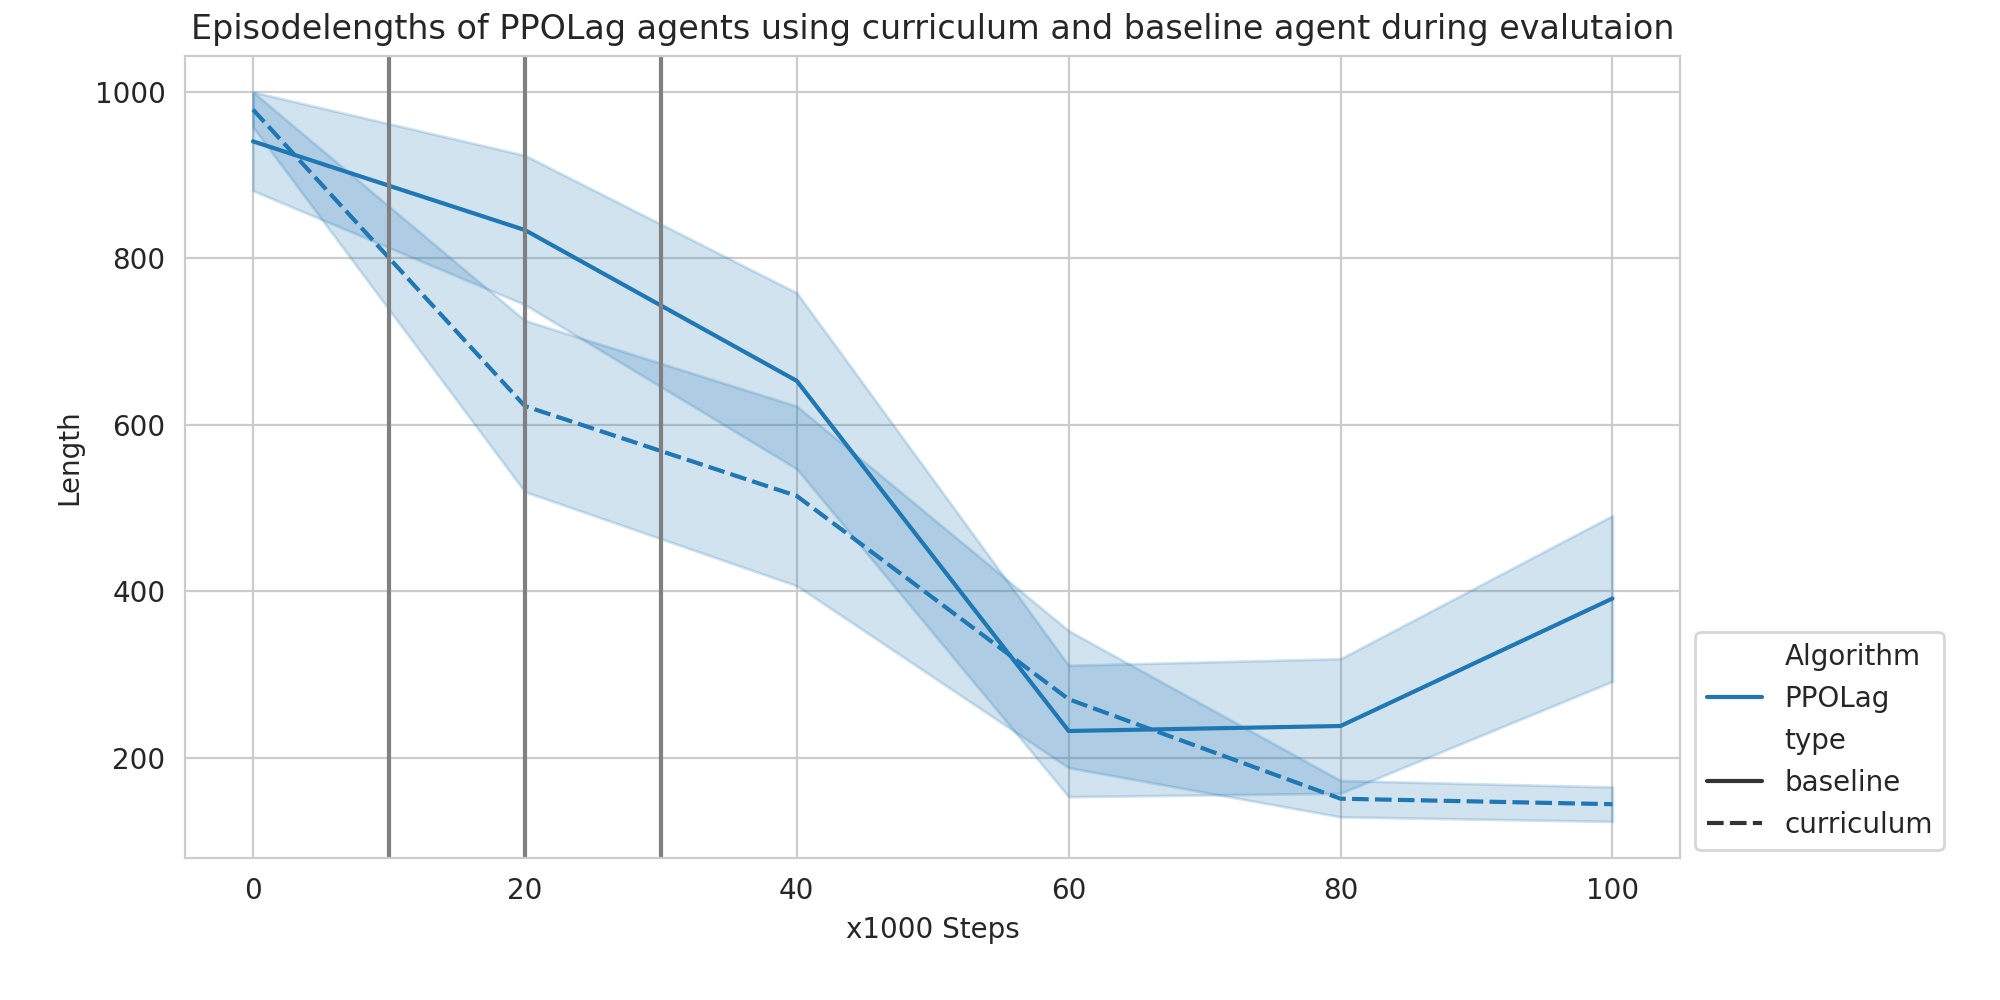 Episodelengths of PPOLag agents using curriculum and baseline agent during evalutaion
1000
800
600
400
200
Length
0 20 40 60 80 100
x1000 Steps
Algorithm
PPOLag
type
baseline
curriculum